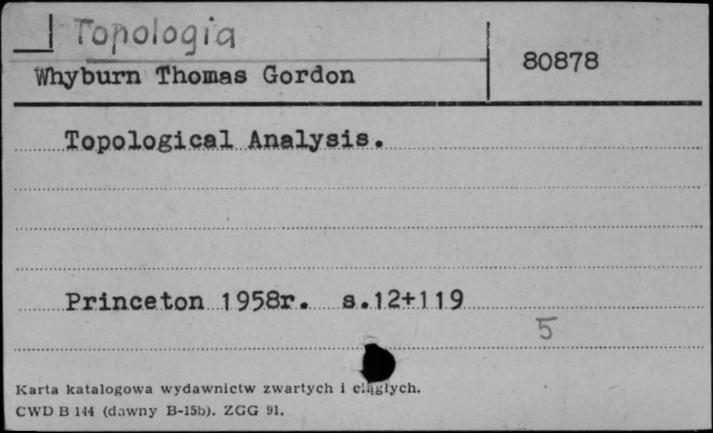 Topologia
Whyburn Thomas Gordon
80878
Topological Analysis.
Princeton 1958r. s.12+119
5
Karta katalogowa wydawnictw zwartych i ciągłych.
CWD B 144 (dawny B-15b). ZGG 91.